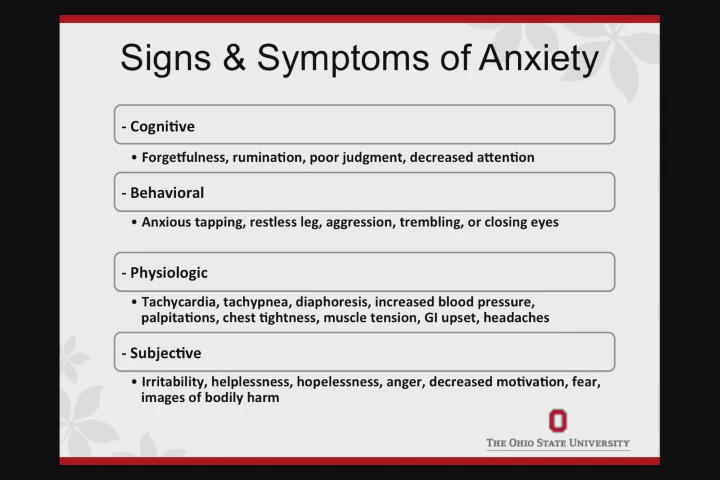 Signs & Symptoms of Anxiety
- Cognitive
• Forgetfulness, rumination, poor judgment, decreased attention
- Behavioral
• Anxious tapping, restless leg, aggression, trembling, or closing eyes
- Physiologic
• Tachycardia, tachypnea, diaphoresis, increased blood pressure,
palpitations, chest tightness, muscle tension, GI upset, headaches
- Subjective
• Irritability, helplessness, hopelessness, anger, decreased motivation, fear,
images of bodily harm
THE OHIO STATE UNIVERSITY